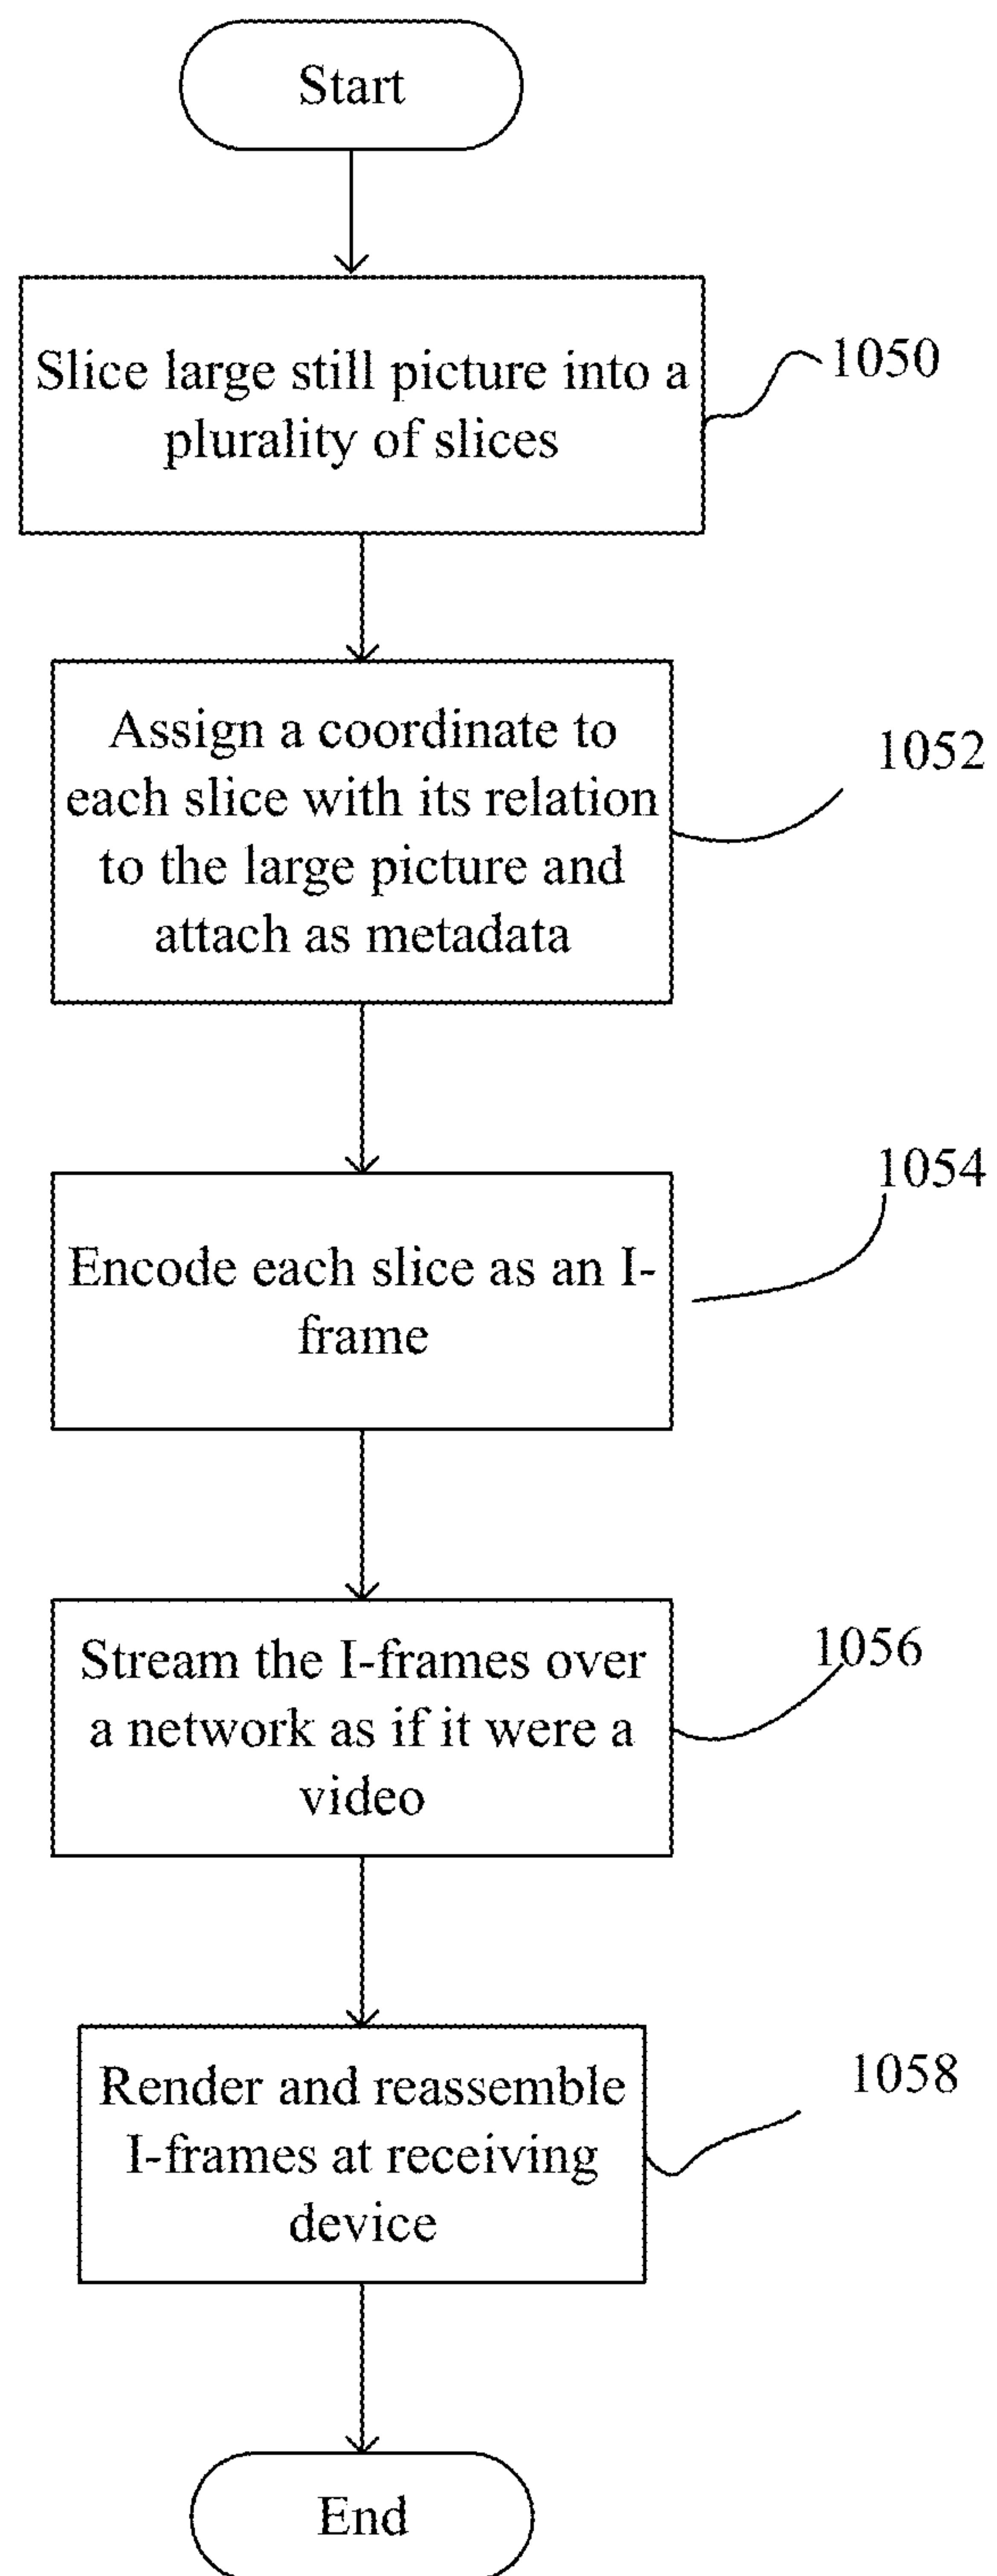 Start
Slice large still picture into a
plurality of slices
1050
Assign a coordinate to
each slice with its relation
to the large picture and
attach as metadata
1052
Encode each slice as an I-
frame
1054
Stream the I-frames over
a network as if it were a
video
1056
Render and reassemble
I-frames at receiving
device
1058
End